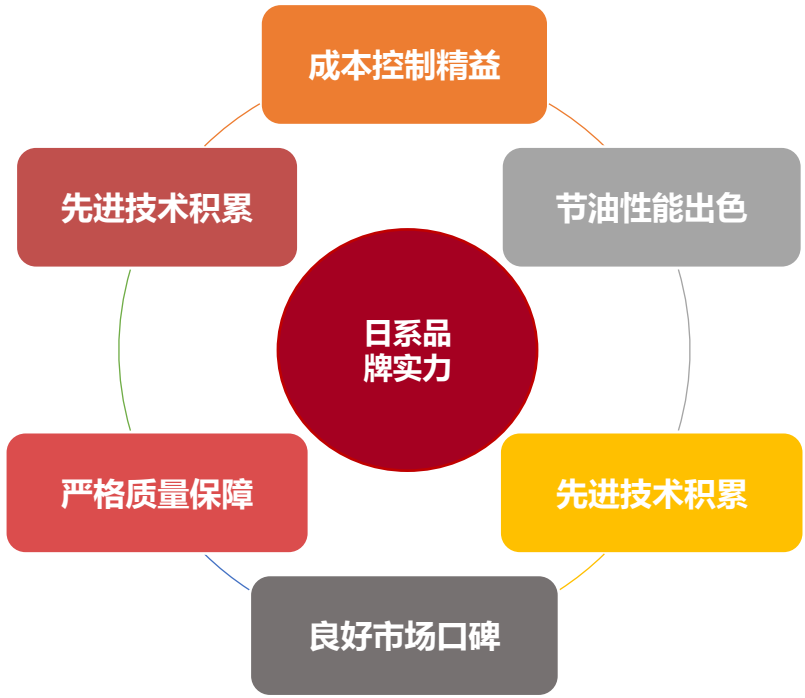 成本控制精益
先进技术积累
节油性能出色
日系品
牌实力
严格质量保障
先进技术积累
良好市场口碑